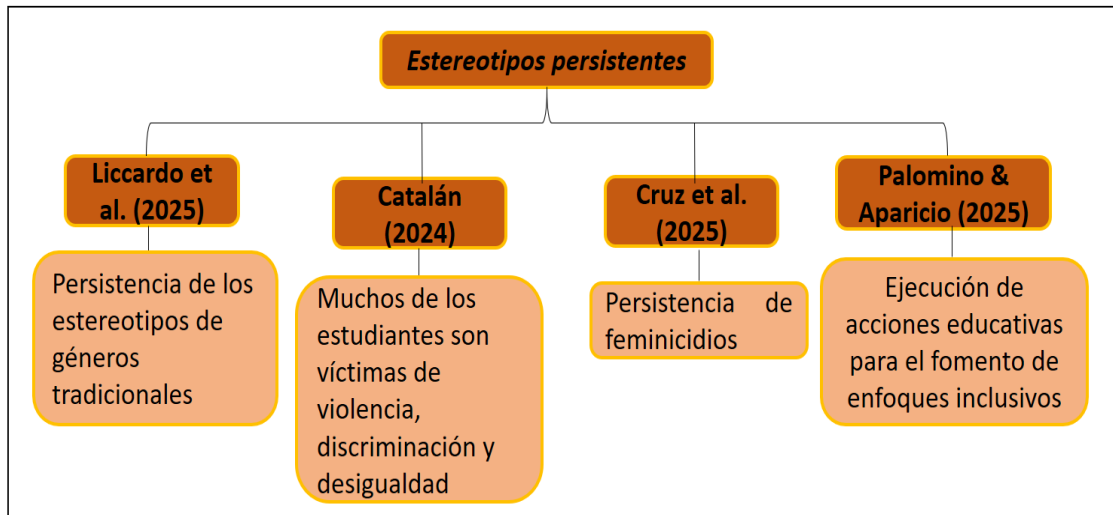 Estereotipos persistentes
Liccardo et
al. (2025)
Persistencia de los
estereotipos de
géneros
tradicionales
Catalán
(2024)
Muchos de los
estudiantes son
víctimas de
violencia,
discriminación y
desigualdad
Cruz et al.
(2025)
Persistencia de
feminicidios
Palomino &
Aparicio (2025)
Ejecución de
acciones educativas
para el fomento de
enfoques inclusivos